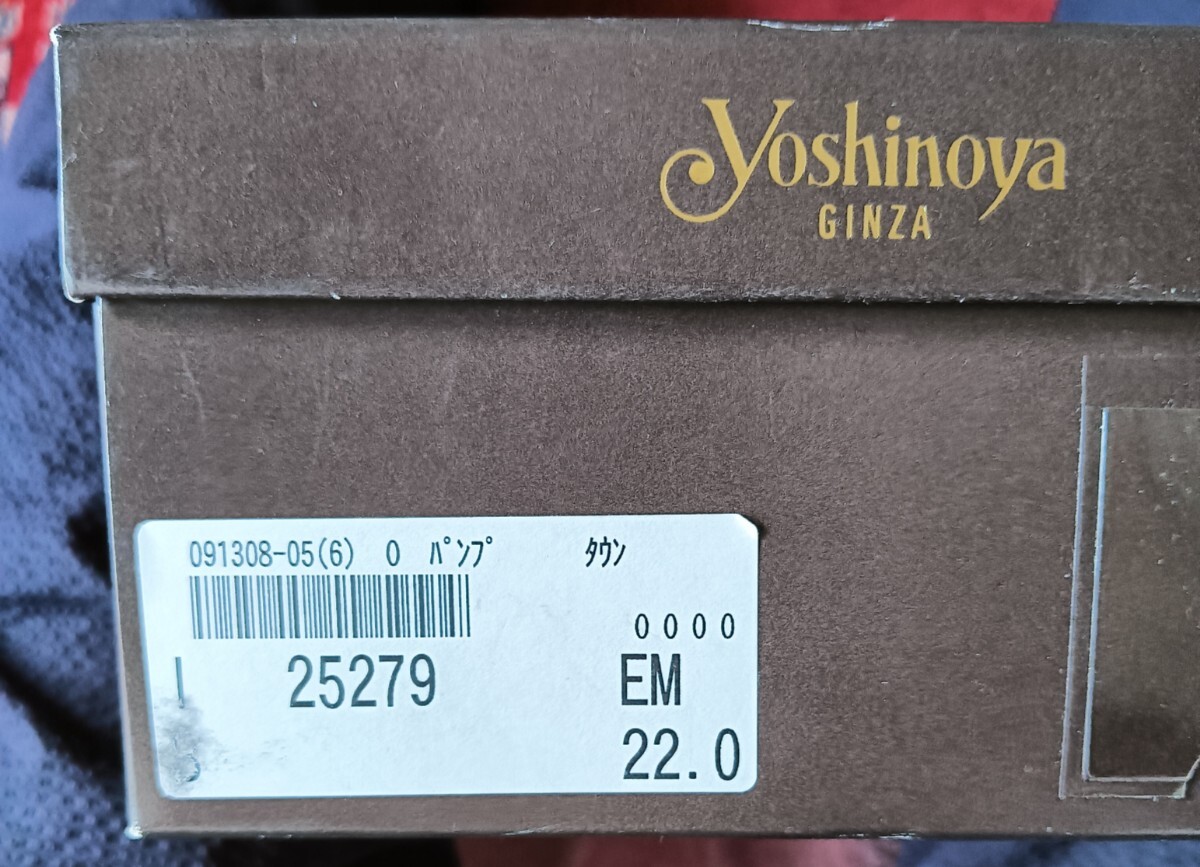 Yoshinoya
GINZA
091308-05(6) 0 ﾊﾟﾝﾌﾟ ﾀｳﾝ
0000
25279 EM
22.0